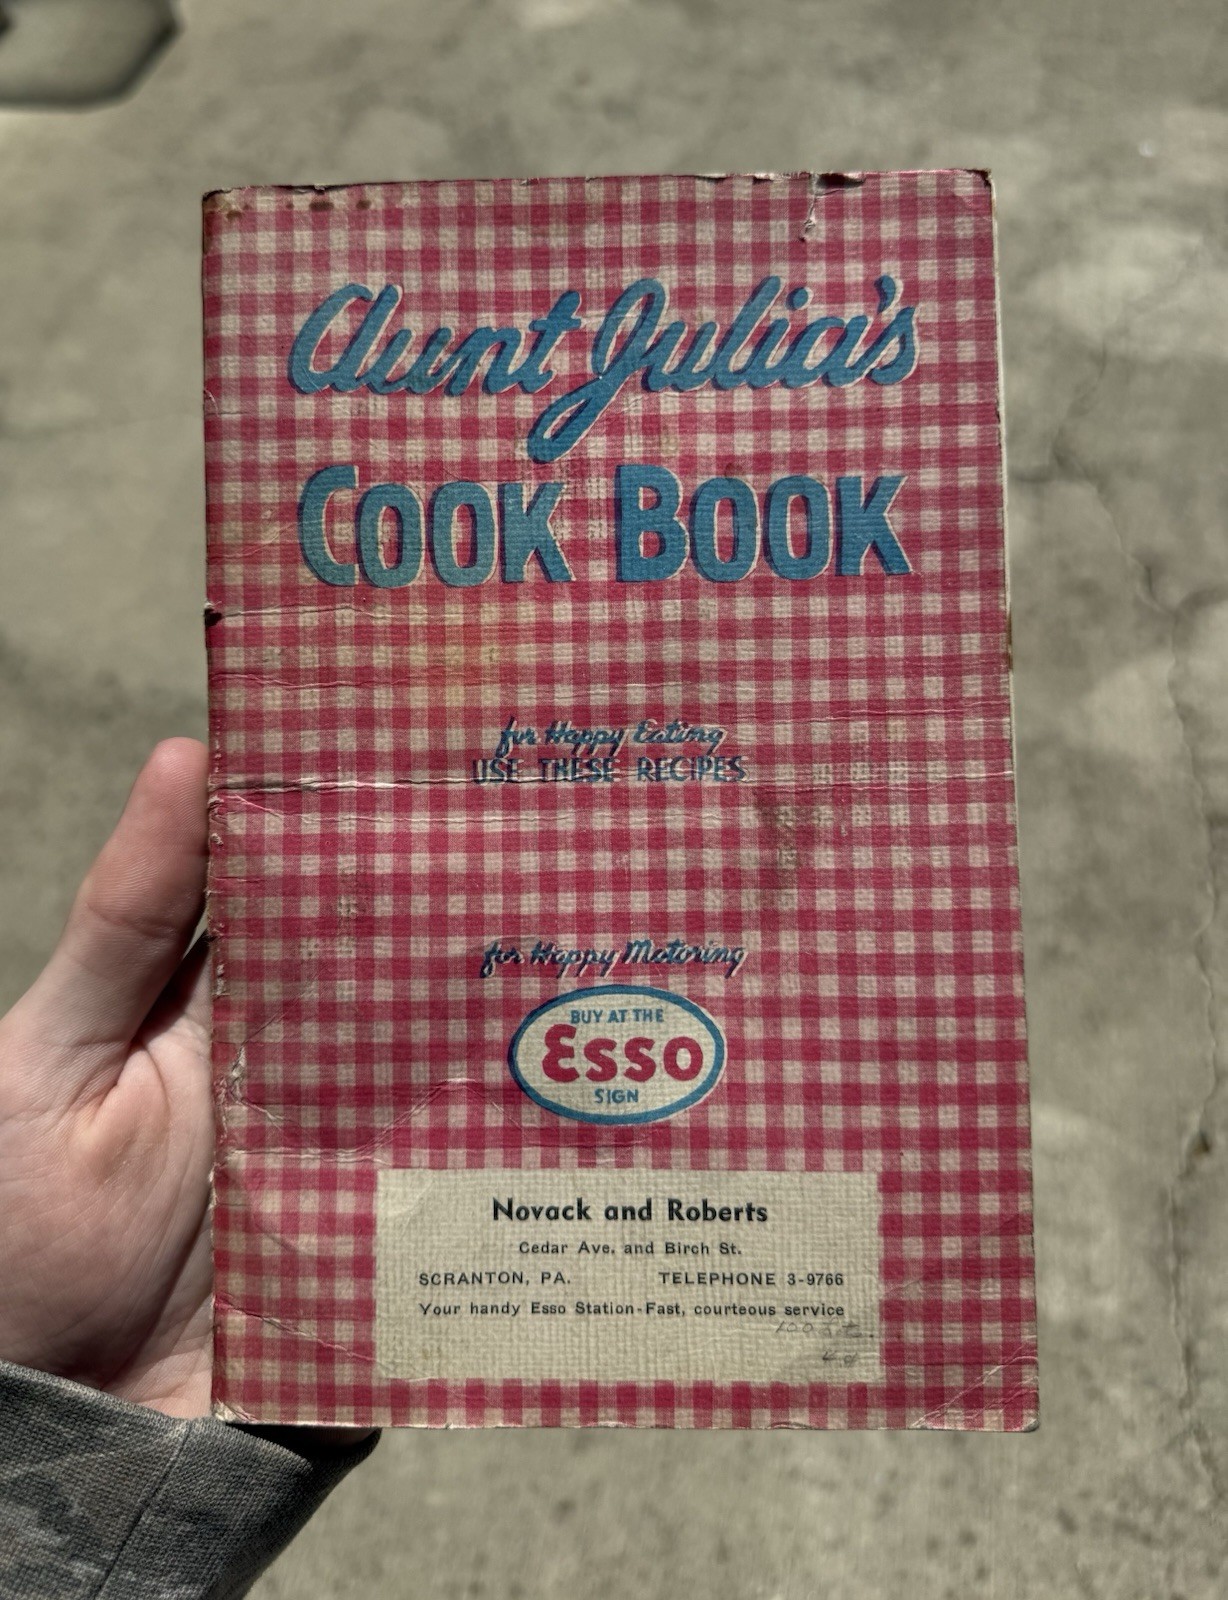 Aunt Julia's
COOK BOOK
for Happy Eating
USE THESE RECIPES
for Happy Motoring
BUY AT THE
Esso
SIGN
Novack and Roberts
Cedar Ave. and Birch St.
SCRANTON, PA. TELEPHONE 3-9766
Your handy Esso Station-Fast, courteous service
100